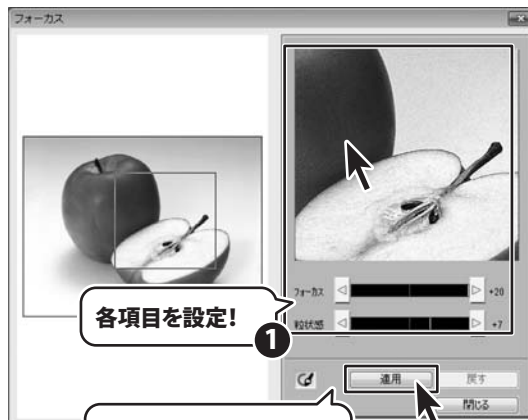 フォーカス
フォーカス +20
各項目を設定!
1
粒状感 +7
適用 戻す
閉じる